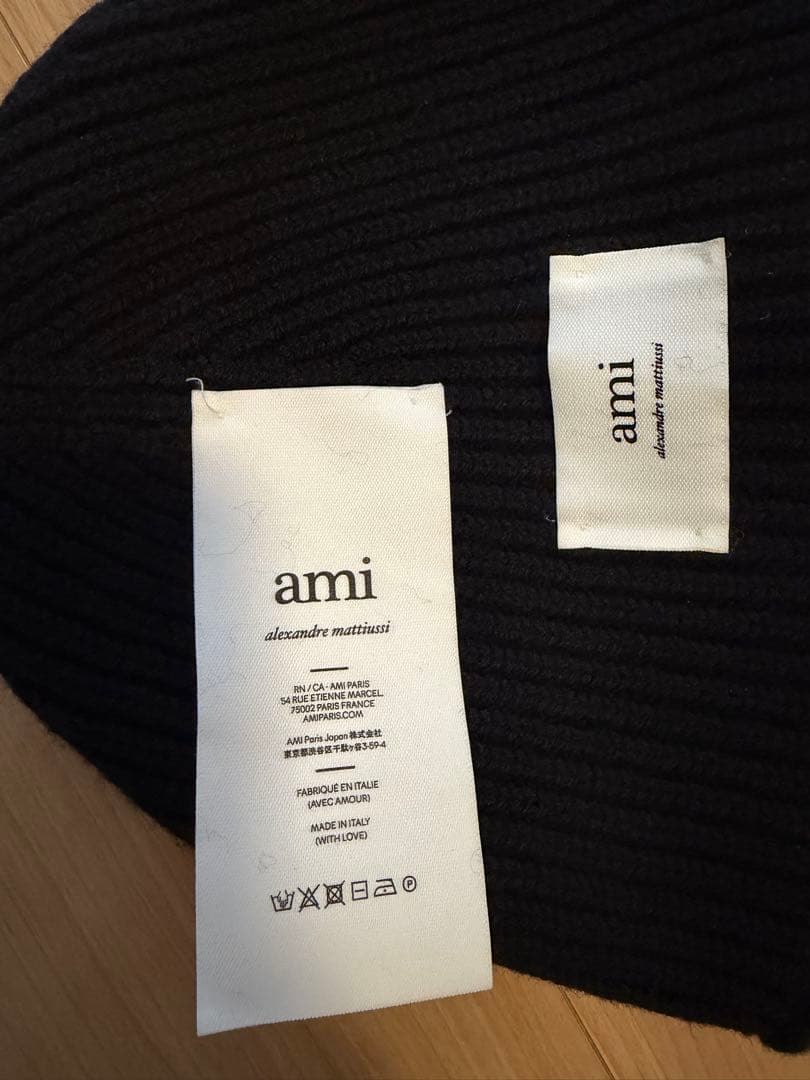 ami
alexandre mattiussi
RN / CA - AMI PARIS
54 RUE ETIENNE MARCEL
75002 PARIS FRANCE
AMIPARIS.COM
AMI Paris Japan 株式会社
東京都渋谷区千駄ヶ谷3-59-4
FABRIQUÉ EN ITALIE
(AVEC AMOUR)
MADE IN ITALY
(WITH LOVE)
P
ami
alexandre mattiussi